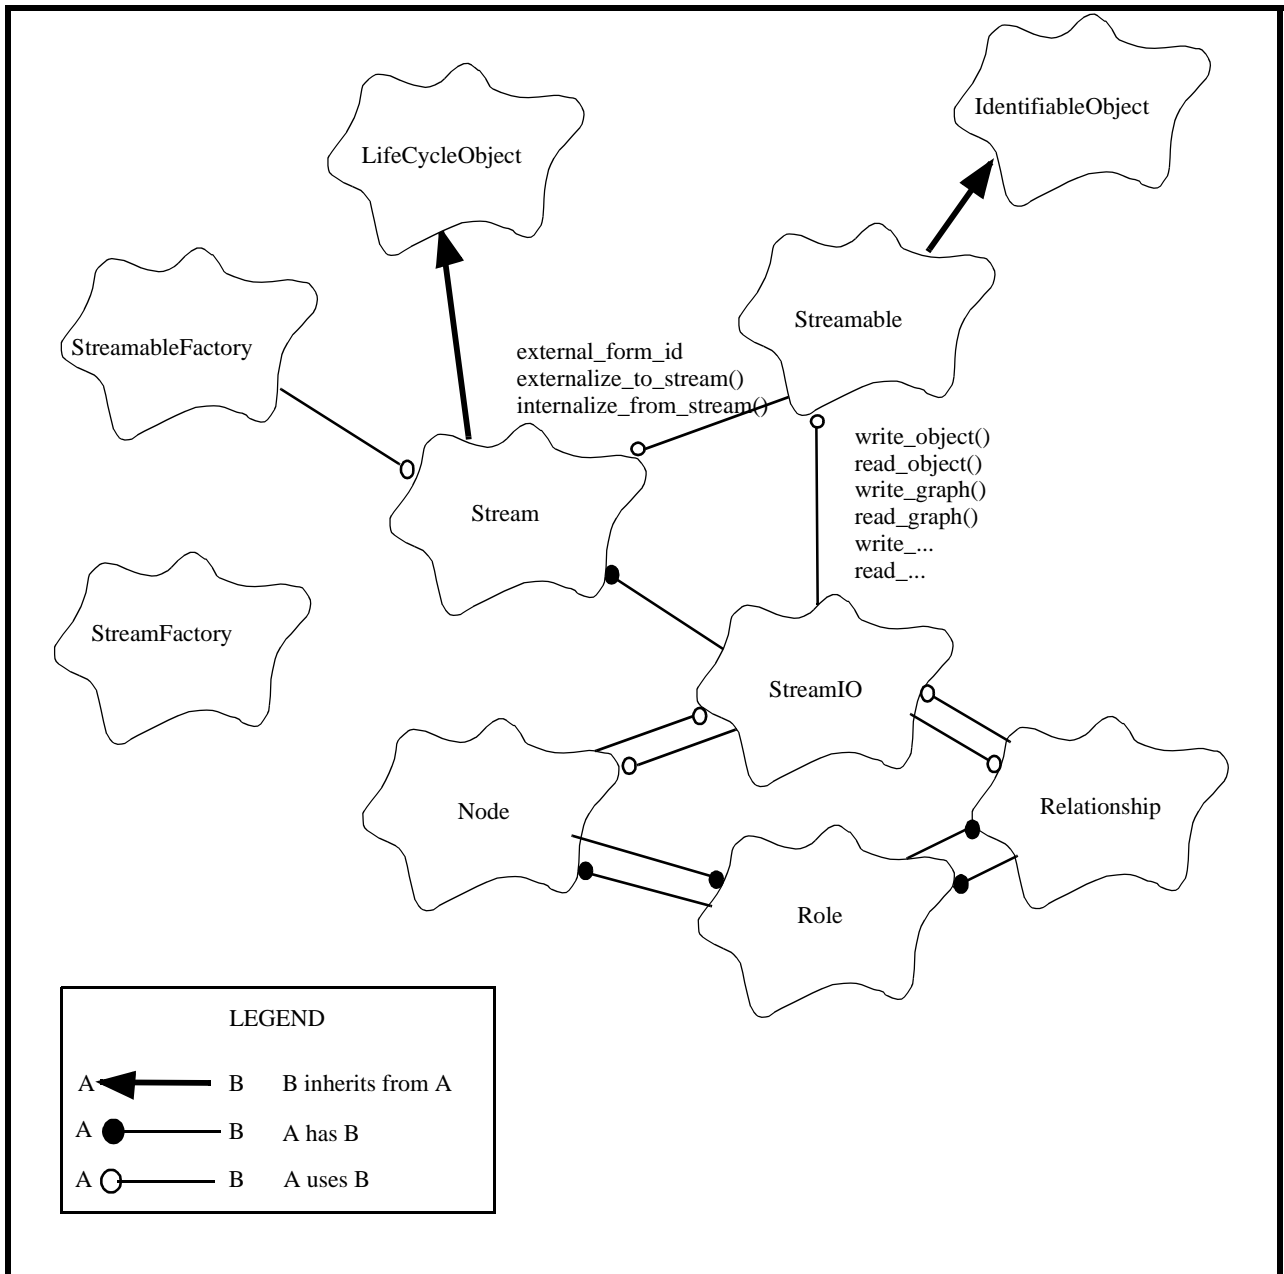 IdentifiableObject
LifeCycleObject
Streamable
StreamableFactory
external_form_id
externalize_to_stream()
internalize_from_stream()
write_object()
read_object()
write_graph()
read_graph()
write_...
read_...
Stream
StreamFactory
StreamIO
Node
Relationship
Role
LEGEND
A B B inherits from A
A B A has B
A B A uses B